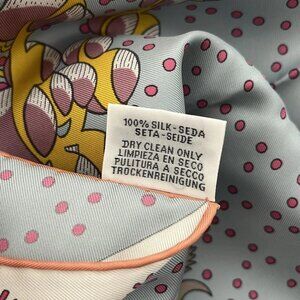 100% SILK-SEDA
SETA-SEIDE
DRY CLEAN ONLY
LIMPIEZA EN SECO
PULITURA A SECCO
TROCKENREINIGUNG